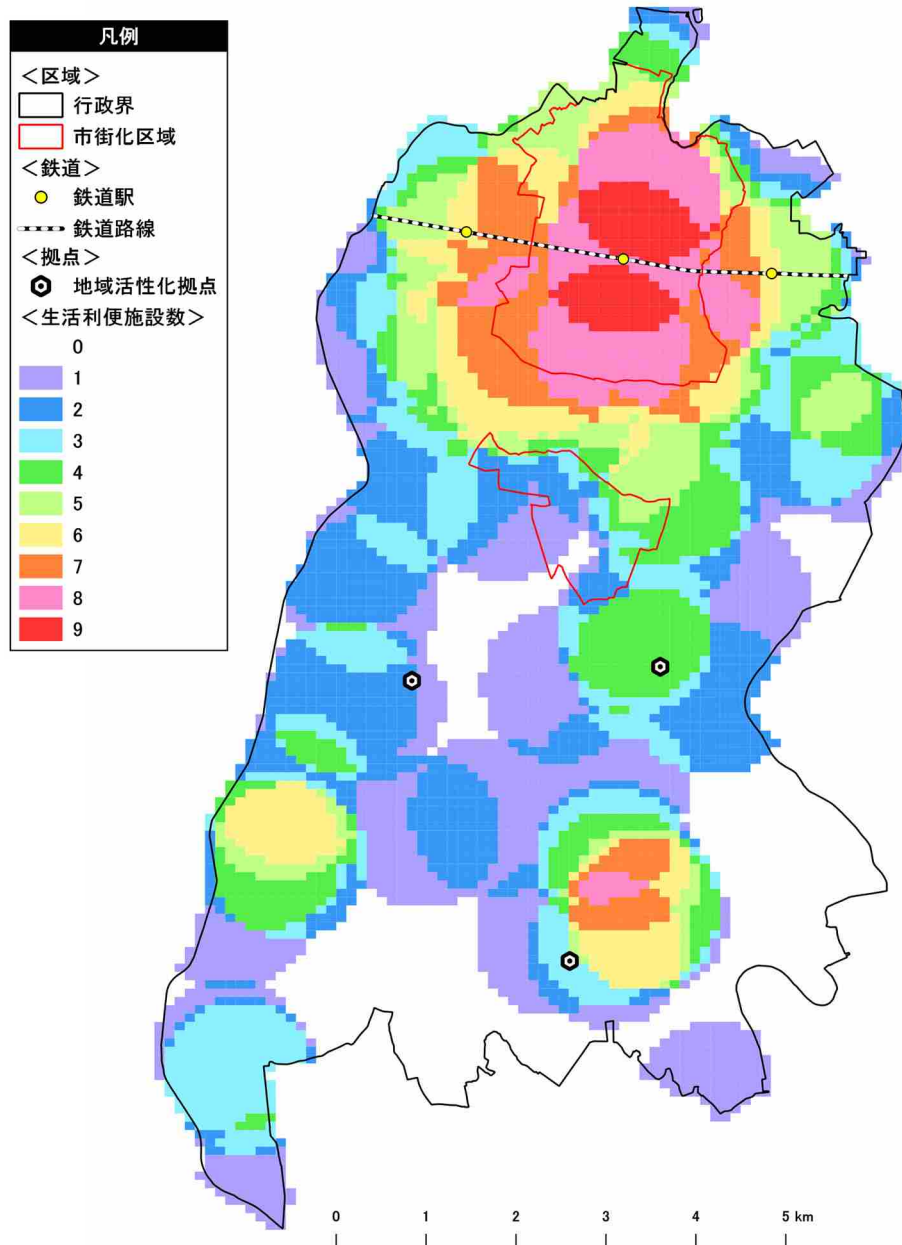 凡例
＜区域＞
行政界
市街化区域
＜鉄道＞
鉄道駅
鉄道路線
＜拠点＞
地域活性化拠点
＜生活利便施設数＞
0
1
2
3
4
5
6
7
8
9
0 1 2 3 4 5 km